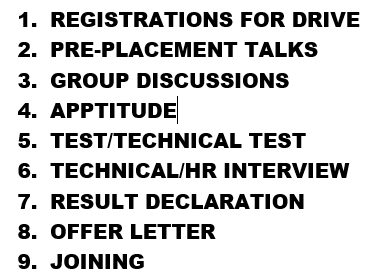 1. REGISTRATIONS FOR DRIVE
2. PRE-PLACEMENT TALKS
3. GROUP DISCUSSIONS
4. APPTITUDE
5. TEST/TECHNICAL TEST
6. TECHNICAL/HR INTERVIEW
7. RESULT DECLARATION
8. OFFER LETTER
9. JOINING